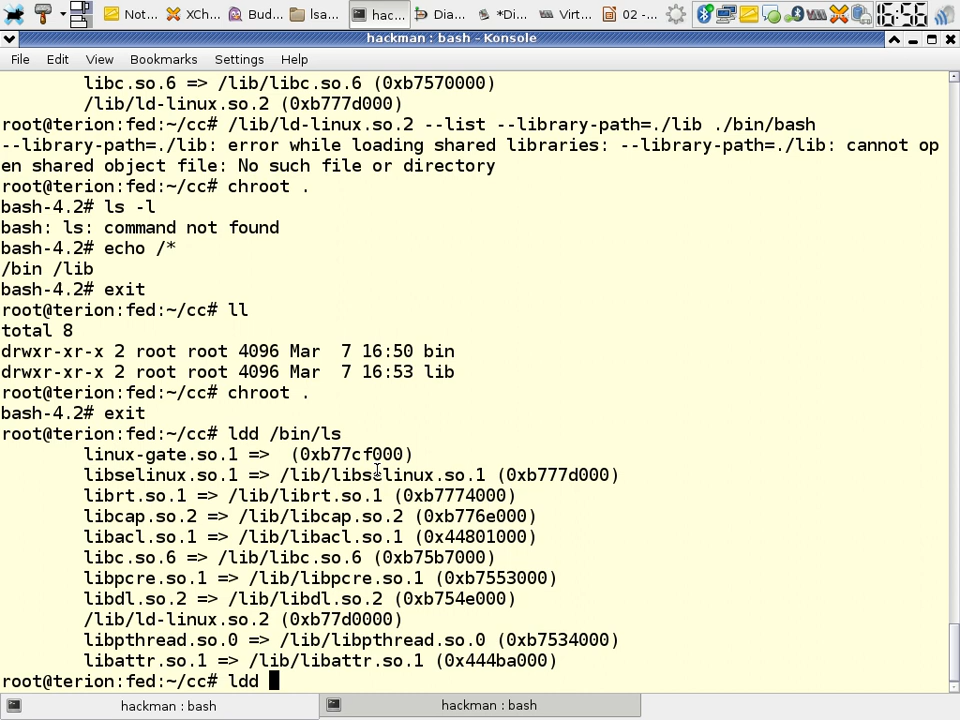 Not...
XCh...
Bud...
lsa...
hac...
Dia...
*Di...
Virt...
02 -...
16:56
hackman : bash - Konsole
File Edit View Bookmarks Settings Help
libc.so.6 => /lib/libc.so.6 (0xb7570000)
/lib/ld-linux.so.2 (0xb777d000)
root@terion:fed:~/cc# /lib/ld-linux.so.2 --list --library-path=./lib ./bin/bash
--library-path=./lib: error while loading shared libraries: --library-path=./lib: cannot op
en shared object file: No such file or directory
root@terion:fed:~/cc# chroot .
bash-4.2# ls -l
bash: ls: command not found
bash-4.2# echo /*
/bin /lib
bash-4.2# exit
root@terion:fed:~/cc# ll
total 8
drwxr-xr-x 2 root root 4096 Mar  7 16:50 bin
drwxr-xr-x 2 root root 4096 Mar  7 16:53 lib
root@terion:fed:~/cc# chroot .
bash-4.2# exit
root@terion:fed:~/cc# ldd /bin/ls
linux-gate.so.1 =>  (0xb77cf000)
libselinux.so.1 => /lib/libselinux.so.1 (0xb777d000)
librt.so.1 => /lib/librt.so.1 (0xb7774000)
libcap.so.2 => /lib/libcap.so.2 (0xb776e000)
libacl.so.1 => /lib/libacl.so.1 (0x44801000)
libc.so.6 => /lib/libc.so.6 (0xb75b7000)
libpcre.so.1 => /lib/libpcre.so.1 (0xb7553000)
libdl.so.2 => /lib/libdl.so.2 (0xb754e000)
/lib/ld-linux.so.2 (0xb77d0000)
libpthread.so.0 => /lib/libpthread.so.0 (0xb7534000)
libattr.so.1 => /lib/libattr.so.1 (0x444ba000)
root@terion:fed:~/cc# ldd
hackman : bash
hackman : bash